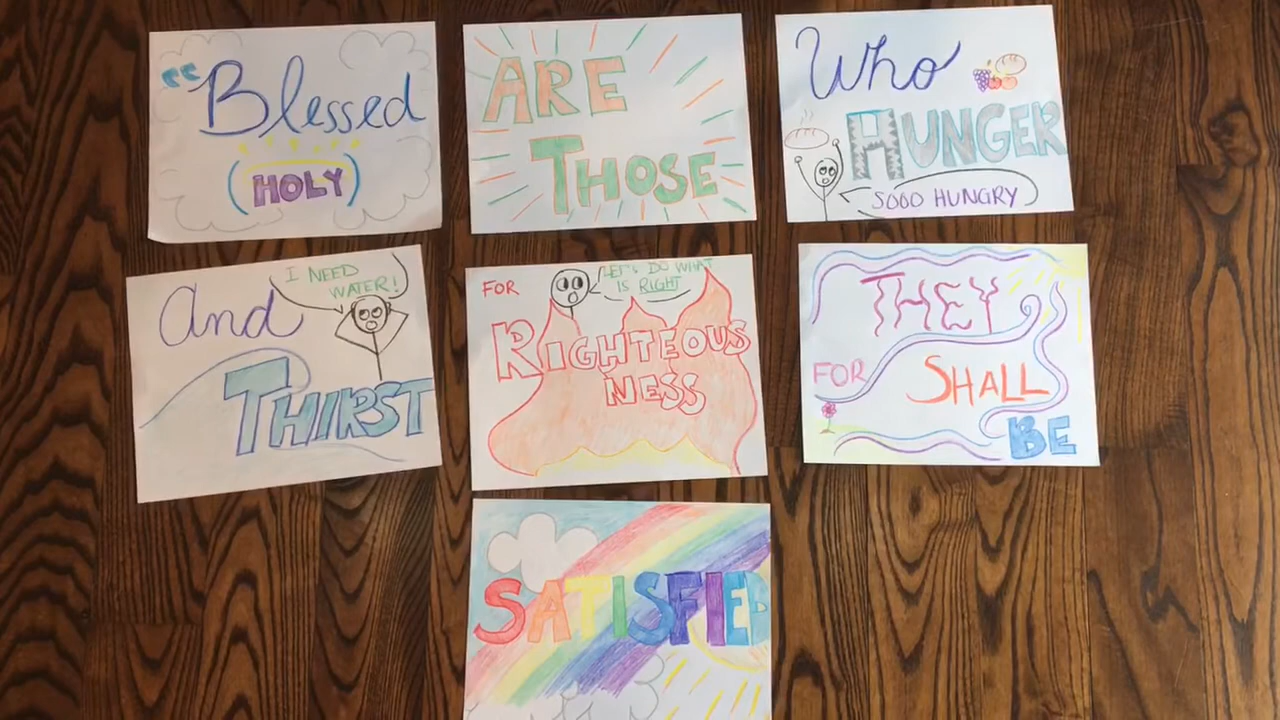 “Blessed
(HOLY)
ARE
THOSE
Who
HUNGER
SOOO HUNGRY
And
I NEED
WATER!
THIRST
FOR
LET'S DO WHAT
IS RIGHT
RIGHTEOUS
NESS
THEY
FOR
SHALL
BE
SATISFIED